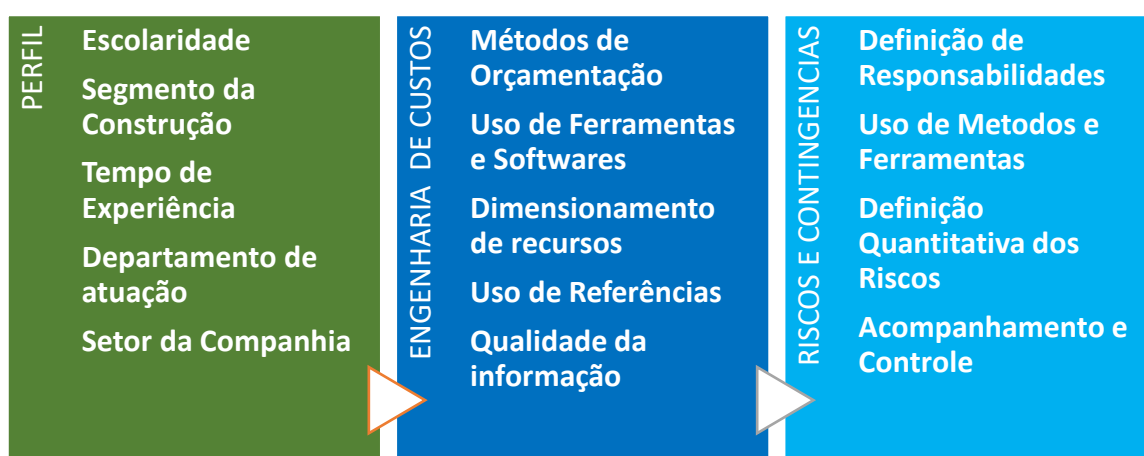 PERFIL
Escolaridade
Segmento da
Construção
Tempo de
Experiência
Departamento de
atuação
Setor da Companhia
ENGENHARIA DE CUSTOS
Métodos de
Orçamentação
Uso de Ferramentas
e Softwares
Dimensionamento
de recursos
Uso de Referências
Qualidade da
informação
RISCOS E CONTINGENCIAS
Definição de
Responsabilidades
Uso de Metodos e
Ferramentas
Definição
Quantitativa dos
Riscos
Acompanhamento e
Controle